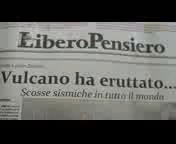 LiberoPensiero
Vulcano ha eruttato...
Scosse sismiche in tutto il mondo